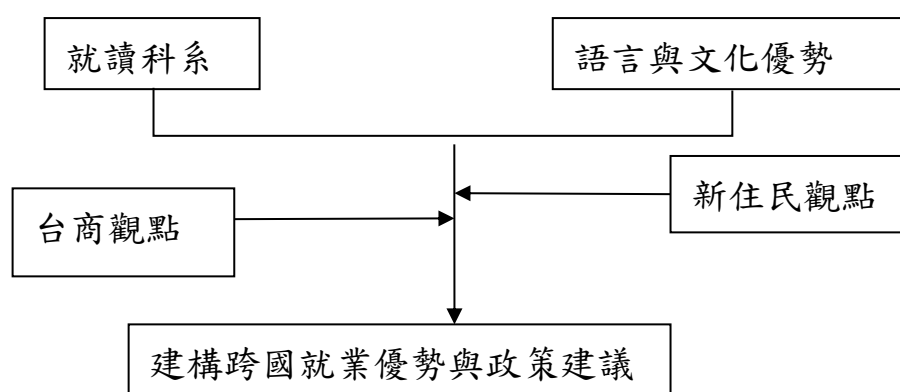 就讀科系
語言與文化優勢
新住民觀點
台商觀點
建構跨國就業優勢與政策建議